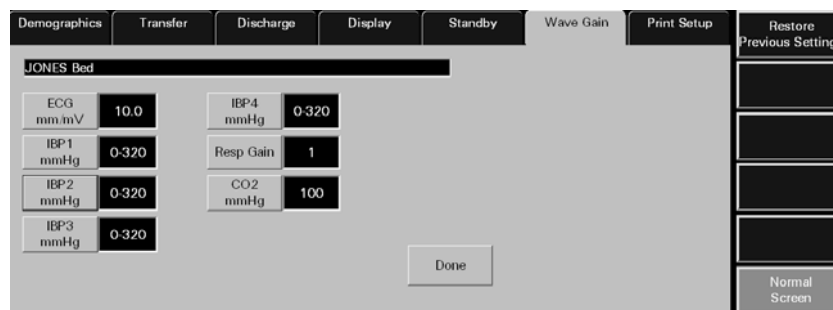 Demographics Transfer Discharge Display Standby Wave Gain Print Setup
Restore
Previous Setting
JONES Bed
ECG
mm/mV 10.0
IBP4
mmHg 0-320
IBP1
mmHg 0-320
Resp Gain 1
IBP2
mmHg 0-320
CO2
mmHg 100
IBP3
mmHg 0-320
Done
Normal
Screen